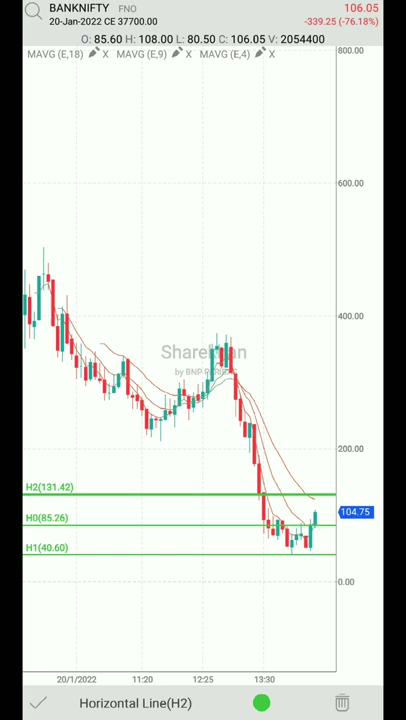 BANKNIFTY FNO 106.05
20-Jan-2022 CE 37700.00 -339.25 (-76.18%)
O: 85.60 H: 108.00 L: 80.50 C: 106.05 V: 2054400
MAVG (E,18) X MAVG (E,9) X MAVG (E,4) X
800.00
600.00
400.00
Sharekhan
by BNP PARIBAS
200.00
H2(131.42)
104.75
H0(85.26)
H1(40.60)
0.00
20/1/2022 11:20 12:25 13:30
Horizontal Line(H2)